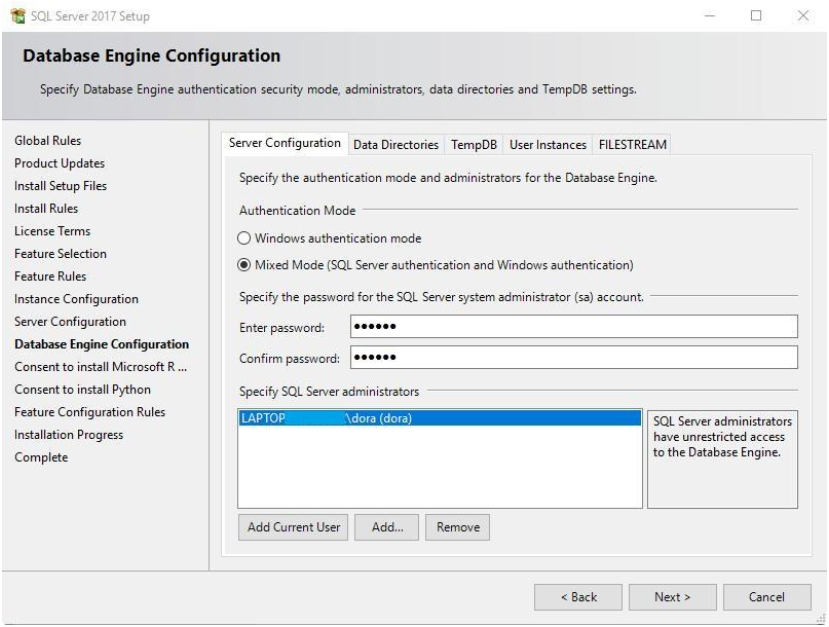 SQL Server 2017 Setup
Database Engine Configuration
Specify Database Engine authentication security mode, administrators, data directories and TempDB settings.
Global Rules
Product Updates
Install Setup Files
Install Rules
License Terms
Feature Selection
Feature Rules
Instance Configuration
Server Configuration
Database Engine Configuration
Consent to install Microsoft R ...
Consent to install Python
Feature Configuration Rules
Installation Progress
Complete
Server Configuration Data Directories TempDB User Instances FILESTREAM
Specify the authentication mode and administrators for the Database Engine.
Authentication Mode
Windows authentication mode
Mixed Mode (SQL Server authentication and Windows authentication)
Specify the password for the SQL Server system administrator (sa) account.
Enter password: ●●●●●●
Confirm password: ●●●●●●
Specify SQL Server administrators
LAPTOP \dora (dora)
SQL Server administrators
have unrestricted access
to the Database Engine.
Add Current User Add... Remove
< Back Next > Cancel